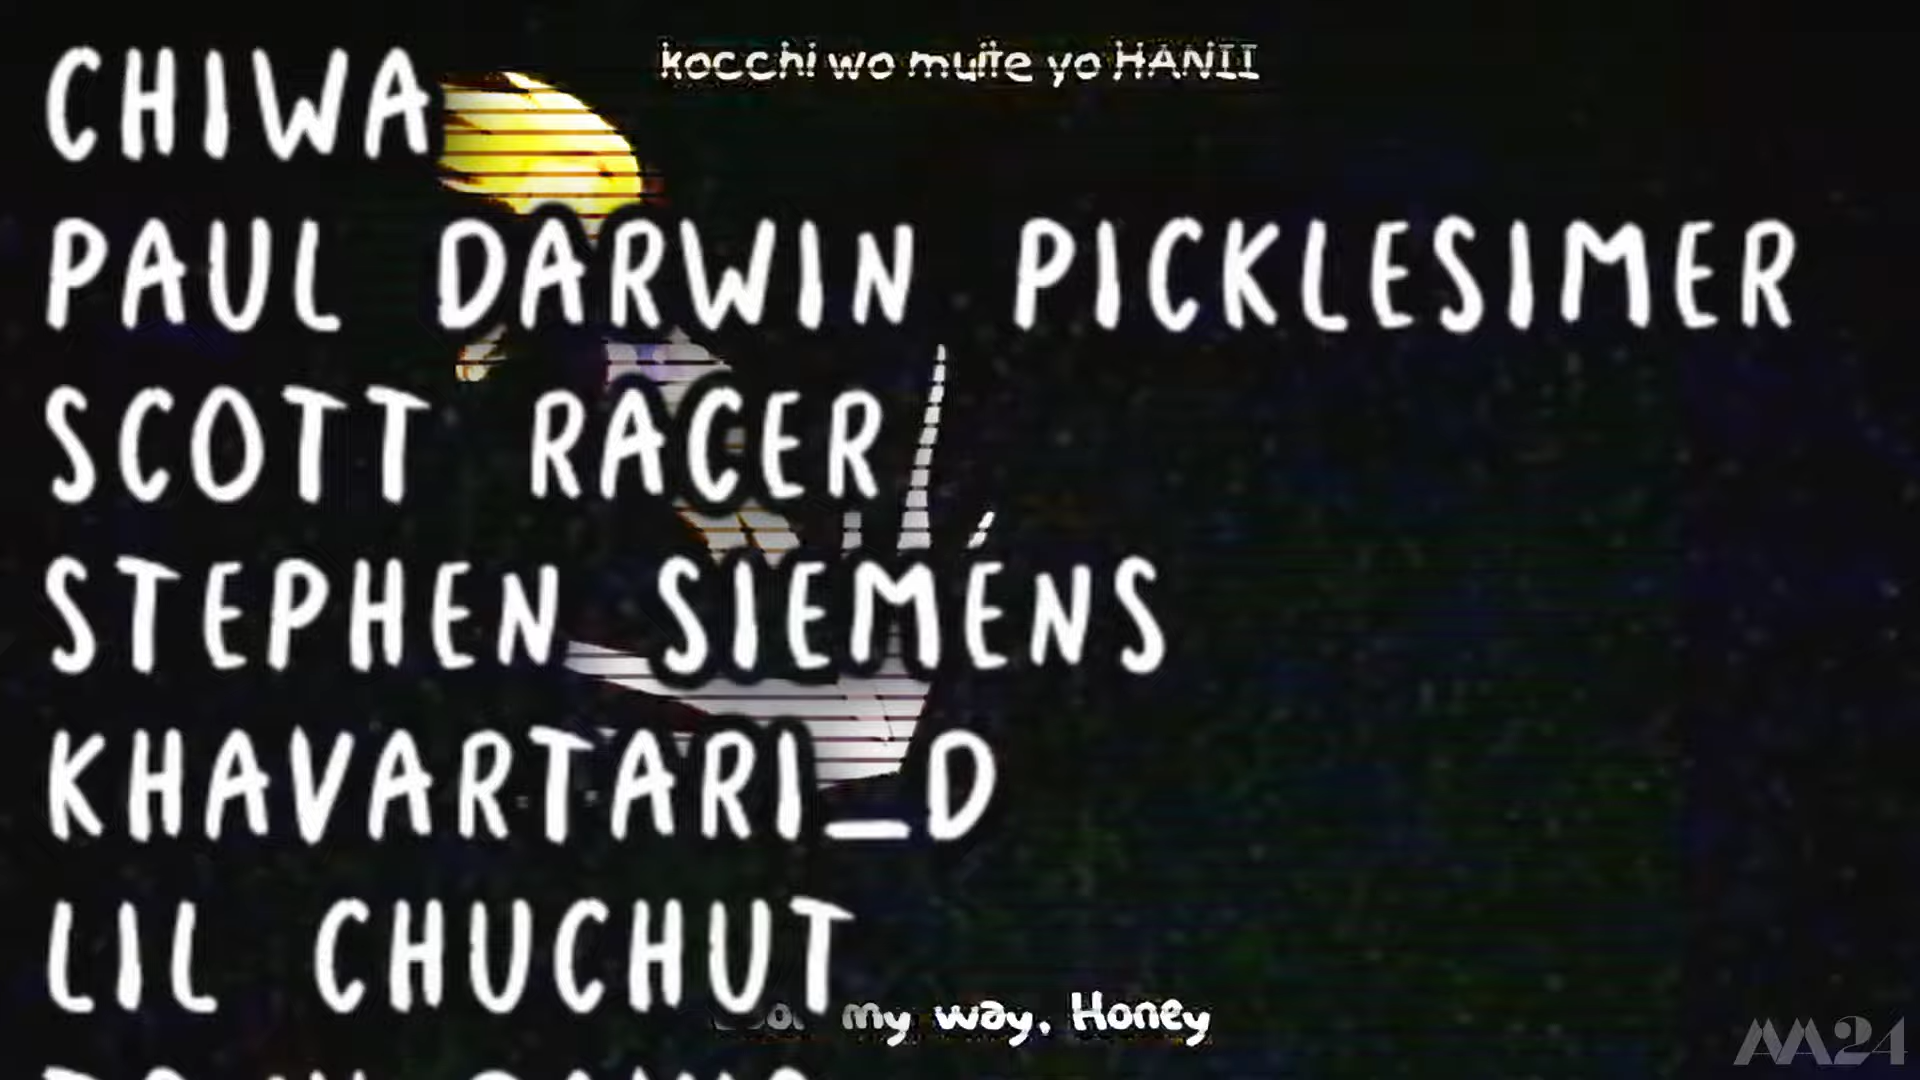 kocchi wo muite yo HANII
CHIWA
PAUL DARWIN PICKLESIMER
SCOTT RACER
STEPHEN SIEMENS
KHAVARTARI_D
LIL CHUCHUT
my way, Honey
AA24